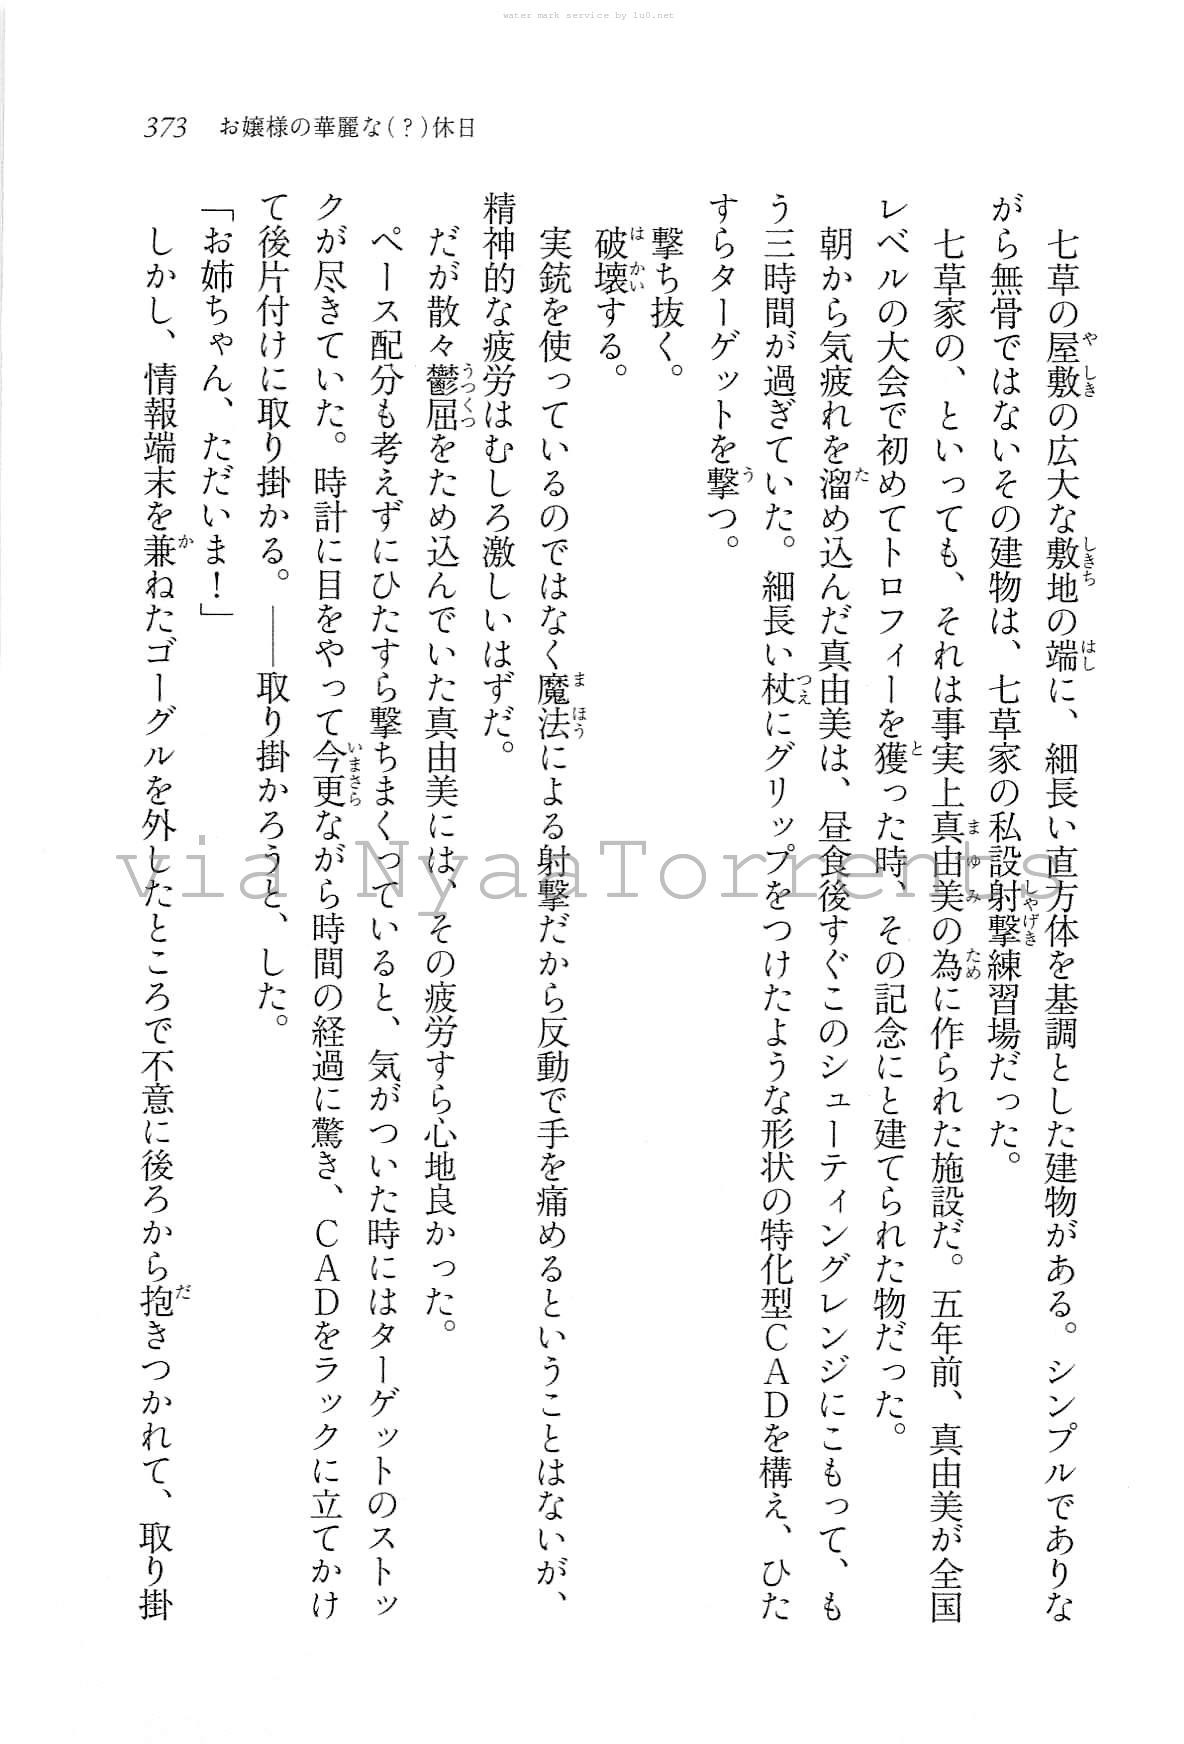 water mark service by lu0.net
373 お嬢様の華麗な(?)休日
七草の屋敷の広大な敷地の端に、細長い直方体を基調とした建物がある。シンプルでありな
がら無骨ではないその建物は、七草家の私設射撃練習場だった。
七草家の、といっても、それは事実上真由美の為に作られた施設だ。五年前、真由美が全国
レベルの大会で初めてトロフィーを獲った時、その記念にと建てられた物だった。
朝から気疲れを溜め込んだ真由美は、昼食後すぐこのシューティングレンジにこもって、も
う三時間が過ぎていた。細長い杖にグリップをつけたような形状の特化型ＣＡＤを構え、ひた
すらターゲットを撃つ。
撃ち抜く。
破壊する。
実銃を使っているのではなく魔法による射撃だから反動で手を痛めるということはないが、
精神的な疲労はむしろ激しいはずだ。
だが散々鬱屈をため込んでいた真由美には、その疲労すら心地良かった。
ペース配分も考えずにひたすら撃ちまくっていると、気がついた時にはターゲットのストッ
クが尽きていた。時計に目をやって今更ながら時間の経過に驚き、ＣＡＤをラックに立てかけ
て後片付けに取り掛かる。――取り掛かろうと、した。
「お姉ちゃん、ただいま！」
しかし、情報端末を兼ねたゴーグルを外したところで不意に後ろから抱きつかれて、取り掛
via NyaaTorrents